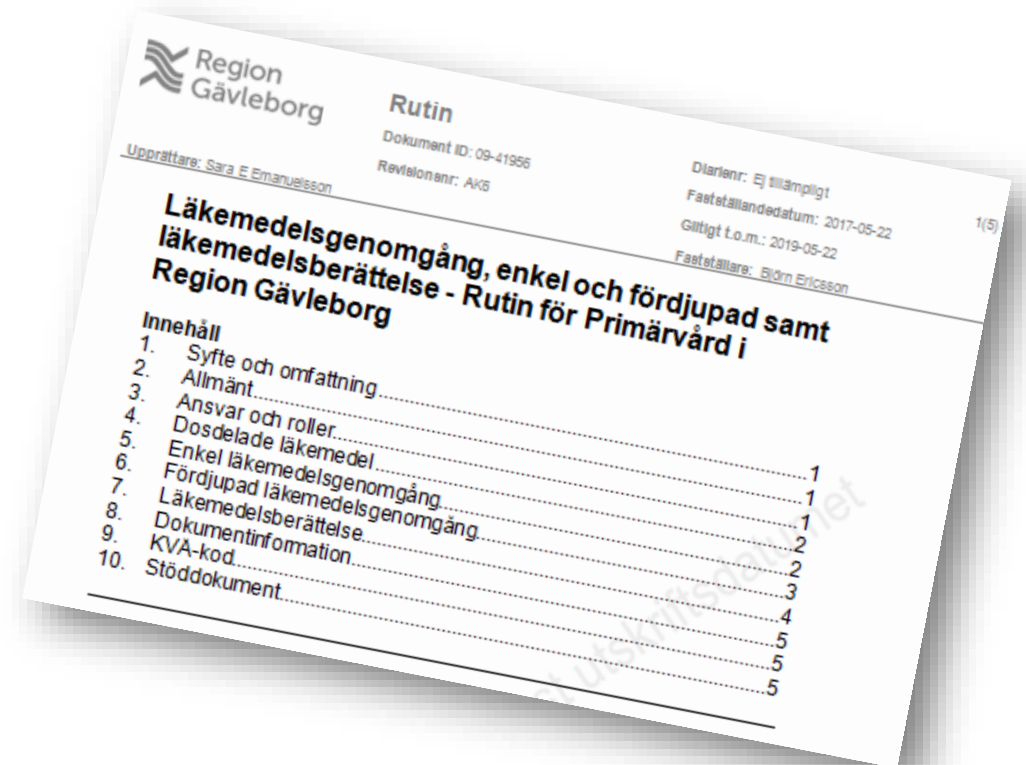 Region
Gävleborg
Rutin
Dokument ID: 09-41956
Revisionsnr: AK6
Diarienr: Ej tillämpligt
Fastställandedatum: 2017-05-22
Giltigt t.o.m.: 2019-05-22
Fastställare: Björn Ericsson
1(5)
Upprättare: Sara E Emanuelsson
Läkemedelsgenomgång, enkel och fördjupad samt
läkemedelsberättelse - Rutin för Primärvård i
Region Gävleborg
Innehåll
1. Syfte och omfattning...1
2. Allmänt...1
3. Ansvar och roller...1
4. Dosdelade läkemedel...2
5. Enkel läkemedelsgenomgång...2
6. Fördjupad läkemedelsgenomgång...3
7. Läkemedelsberättelse...4
8. Dokumentinformation...5
9. KVÅ-kod...5
10. Stöddokument...5
st utskriftsdatumet